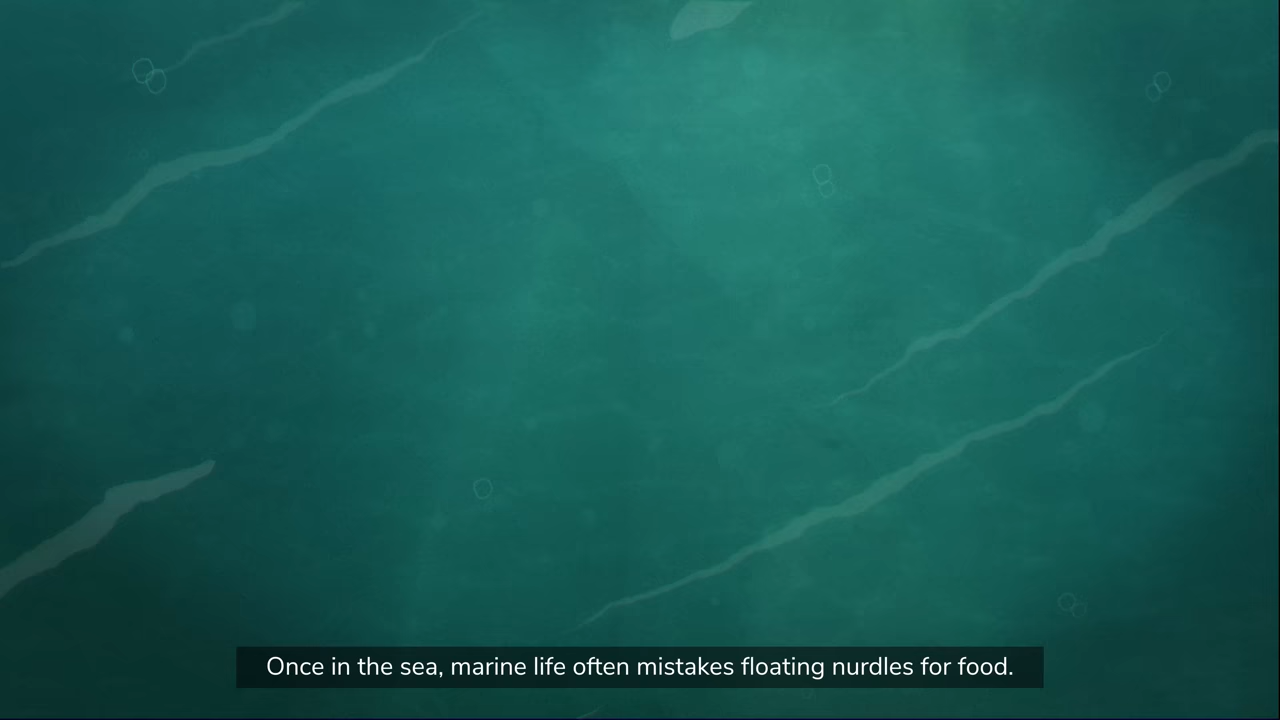 Once in the sea, marine life often mistakes floating nurdles for food.